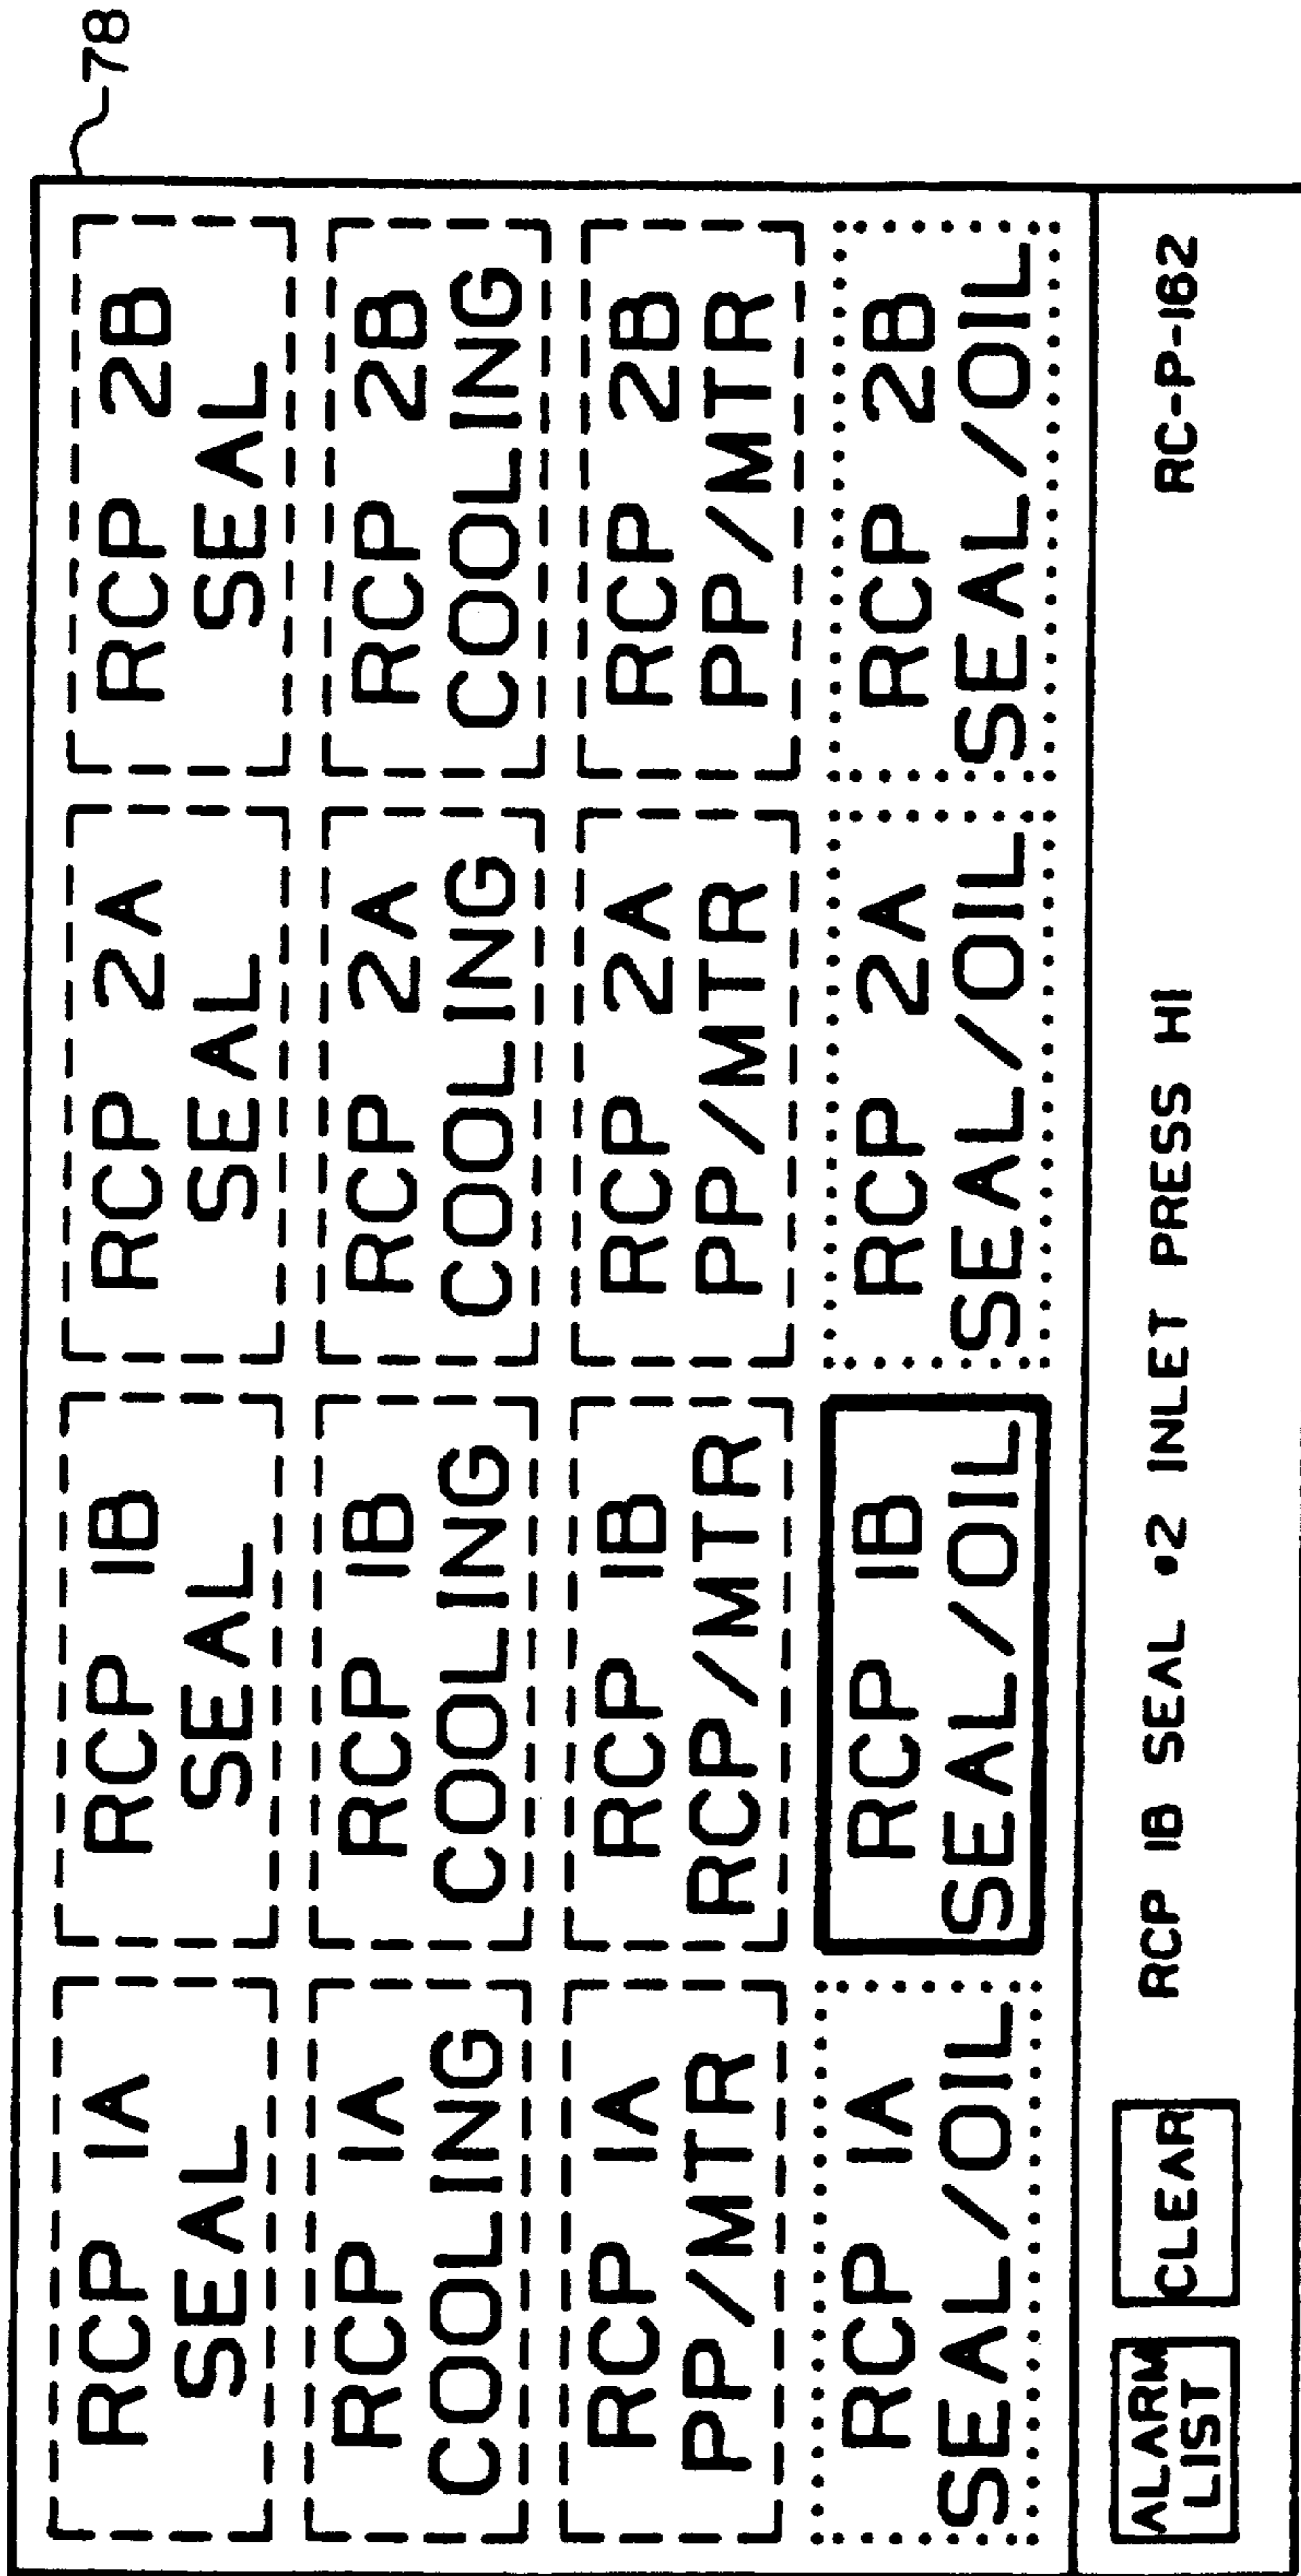 78
RCP 1A SEAL
RCP 1B SEAL
RCP 2A SEAL
RCP 2B SEAL
RCP 1A COOLING
RCP 1B COOLING
RCP 2A COOLING
RCP 2B COOLING
RCP 1A PP/MTR
RCP 1B RCP/MTR
RCP 2A PP/MTR
RCP 2B PP/MTR
RCP 1A SEAL/OIL
RCP 1B SEAL/OIL
RCP 2A SEAL/OIL
RCP 2B SEAL/OIL
ALARM LIST
CLEAR
RCP 1B SEAL •2 INLET PRESS HI
RC-P-162